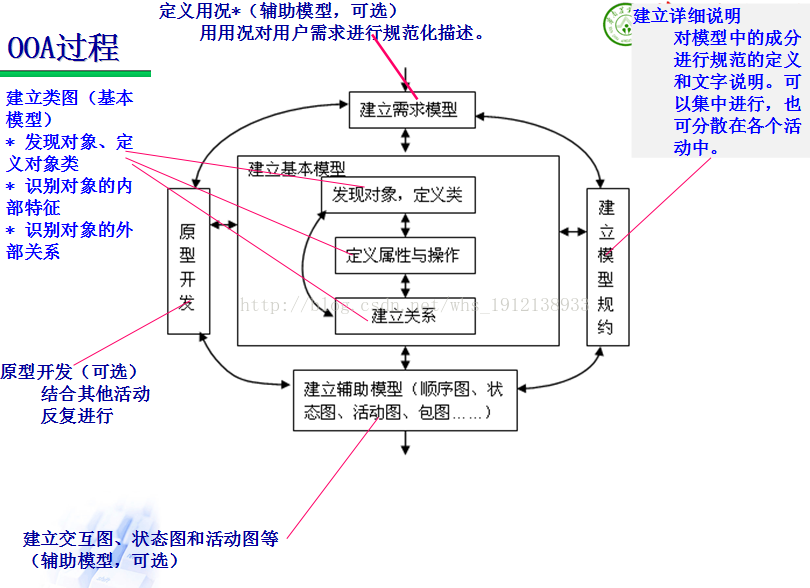 定义用况*（辅助模型，可选）
用用况对用户需求进行规范化描述。
OOA过程
建立详细说明
对模型中的成分
进行规范的定义
和文字说明。可
以集中进行，也
可分散在各个活
动中。
建立类图（基本
模型）
* 发现对象、定
义对象类
* 识别对象的内
部特征
* 识别对象的外
部关系
建立需求模型
建立基本模型
发现对象，定义类
定义属性与操作
建立关系
原
型
开
发
建
立
模
型
规
约
http://blog.csdn.net/whs_1912138933
原型开发（可选）
结合其他活动
反复进行
建立辅助模型（顺序图、状
态图、活动图、包图……）
建立交互图、状态图和活动图等
（辅助模型，可选）